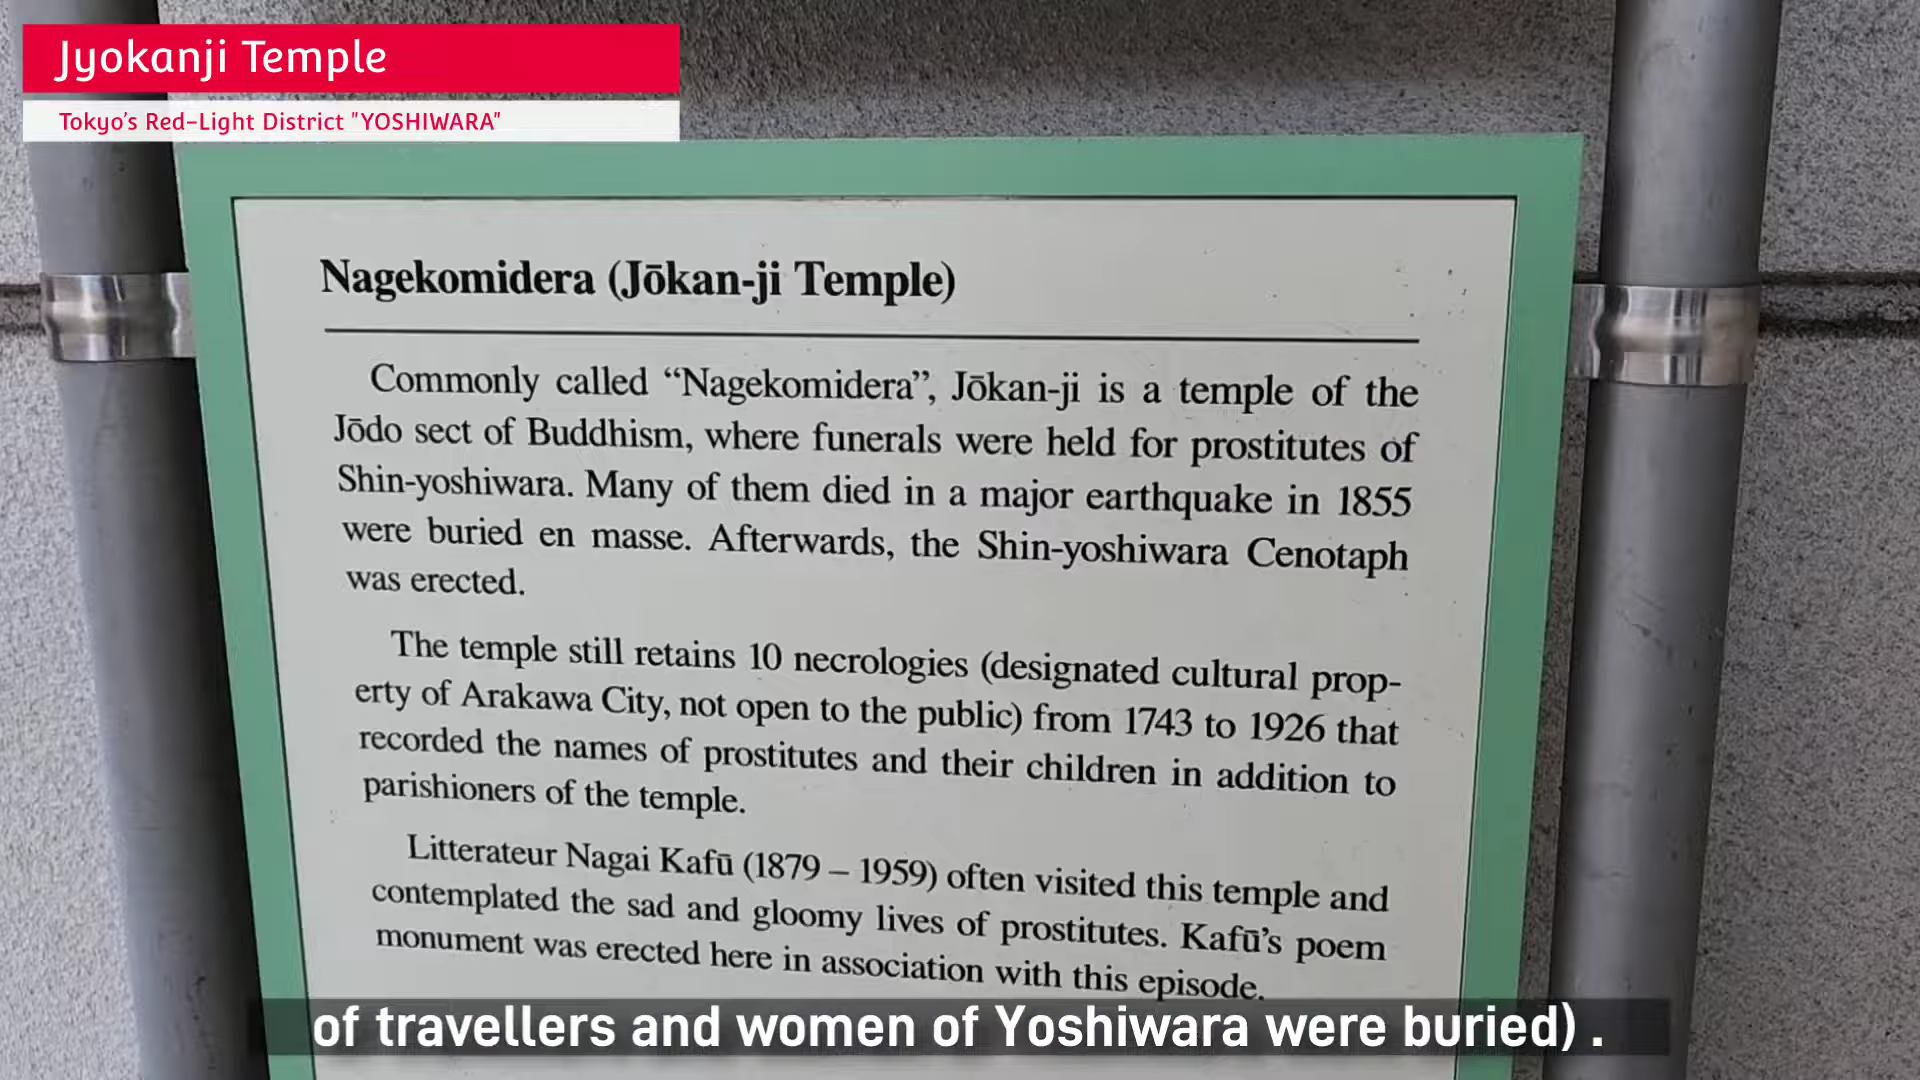 Jyokanji Temple
Tokyo's Red-Light District "YOSHIWARA"
Nagekomidera (Jōkan-ji Temple)
Commonly called “Nagekomidera”, Jōkan-ji is a temple of the
Jōdo sect of Buddhism, where funerals were held for prostitutes of
Shin-yoshiwara. Many of them died in a major earthquake in 1855
were buried en masse. Afterwards, the Shin-yoshiwara Cenotaph
was erected.
The temple still retains 10 necrologies (designated cultural prop-
erty of Arakawa City, not open to the public) from 1743 to 1926 that
recorded the names of prostitutes and their children in addition to
parishioners of the temple.
Litterateur Nagai Kafū (1879 – 1959) often visited this temple and
contemplated the sad and gloomy lives of prostitutes. Kafū’s poem
monument was erected here in association with this episode.
of travellers and women of Yoshiwara were buried) .